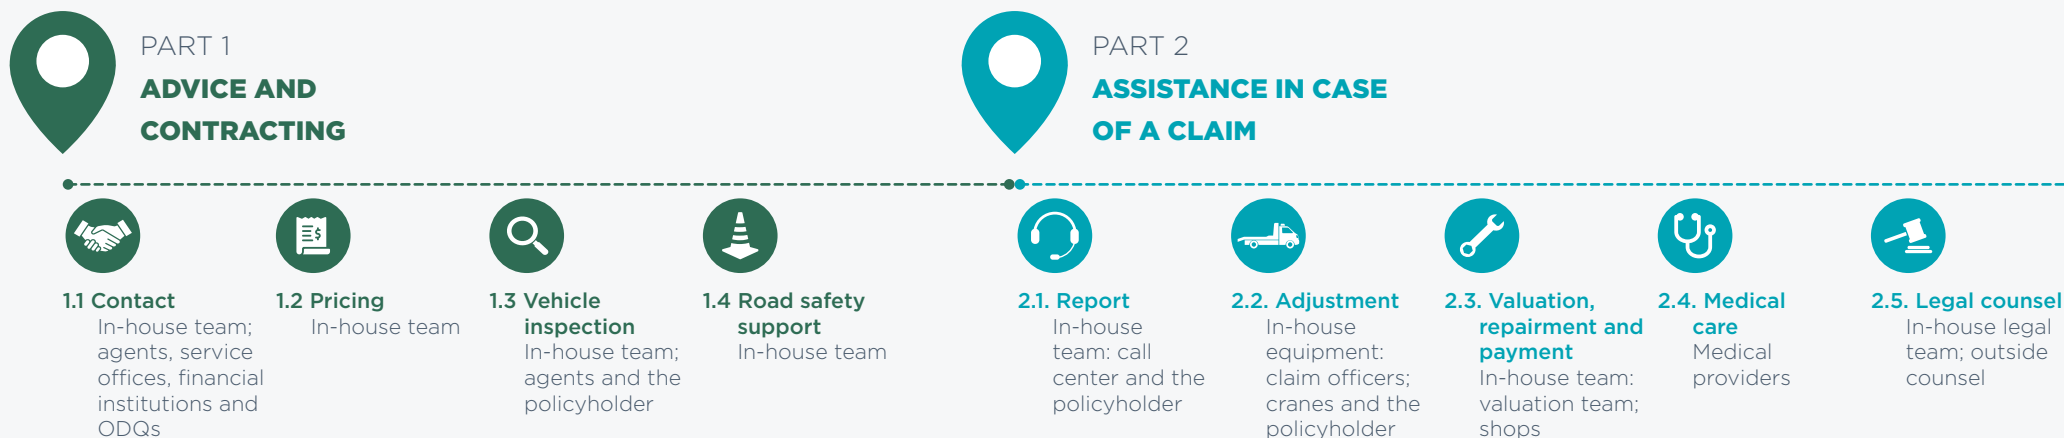 PART 1
ADVICE AND
CONTRACTING
1.1 Contact
In-house team;
agents, service
offices, financial
institutions and
ODQs
1.2 Pricing
In-house team
1.3 Vehicle
inspection
In-house team;
agents and the
policyholder
1.4 Road safety
support
In-house team
PART 2
ASSISTANCE IN CASE
OF A CLAIM
2.1. Report
In-house
team: call
center and the
policyholder
2.2. Adjustment
In-house
equipment:
claim officers;
cranes and the
policyholder
2.3. Valuation,
repairment and
payment
In-house team:
valuation team;
shops
2.4. Medical
care
Medical
providers
2.5. Legal counsel
In-house legal
team; outside
counsel